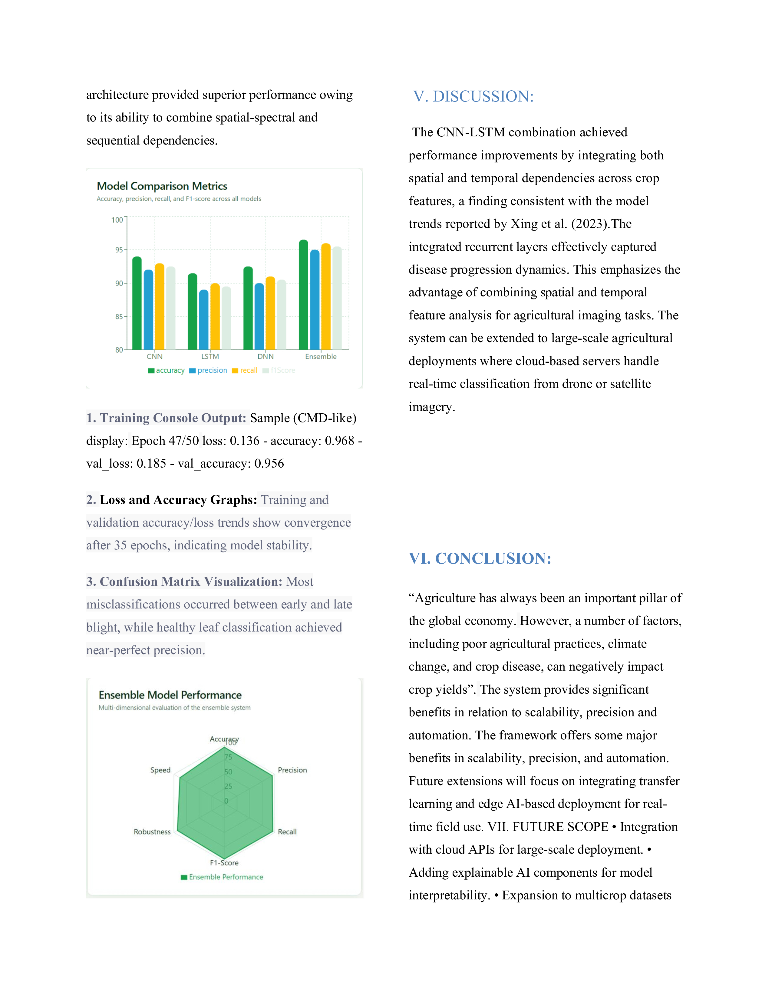 architecture provided superior performance owing
to its ability to combine spatial-spectral and
sequential dependencies.
Model Comparison Metrics
Accuracy, precision, recall, and F1-score across all models
100
95
90
85
80
CNN
LSTM
DNN
Ensemble
accuracy
precision
recall
f1Score
1. Training Console Output: Sample (CMD-like)
display: Epoch 47/50 loss: 0.136 - accuracy: 0.968 -
val_loss: 0.185 - val_accuracy: 0.956
2. Loss and Accuracy Graphs: Training and
validation accuracy/loss trends show convergence
after 35 epochs, indicating model stability.
3. Confusion Matrix Visualization: Most
misclassifications occurred between early and late
blight, while healthy leaf classification achieved
near-perfect precision.
Ensemble Model Performance
Multi-dimensional evaluation of the ensemble system
Accuracy
100
75
Speed
Precision
50
25
0
Robustness
Recall
F1-Score
Ensemble Performance
V. DISCUSSION:
The CNN-LSTM combination achieved
performance improvements by integrating both
spatial and temporal dependencies across crop
features, a finding consistent with the model
trends reported by Xing et al. (2023).The
integrated recurrent layers effectively captured
disease progression dynamics. This emphasizes the
advantage of combining spatial and temporal
feature analysis for agricultural imaging tasks. The
system can be extended to large-scale agricultural
deployments where cloud-based servers handle
real-time classification from drone or satellite
imagery.
VI. CONCLUSION:
“Agriculture has always been an important pillar of
the global economy. However, a number of factors,
including poor agricultural practices, climate
change, and crop disease, can negatively impact
crop yields”. The system provides significant
benefits in relation to scalability, precision and
automation. The framework offers some major
benefits in scalability, precision, and automation.
Future extensions will focus on integrating transfer
learning and edge AI-based deployment for real-
time field use. VII. FUTURE SCOPE • Integration
with cloud APIs for large-scale deployment. •
Adding explainable AI components for model
interpretability. • Expansion to multicrop datasets